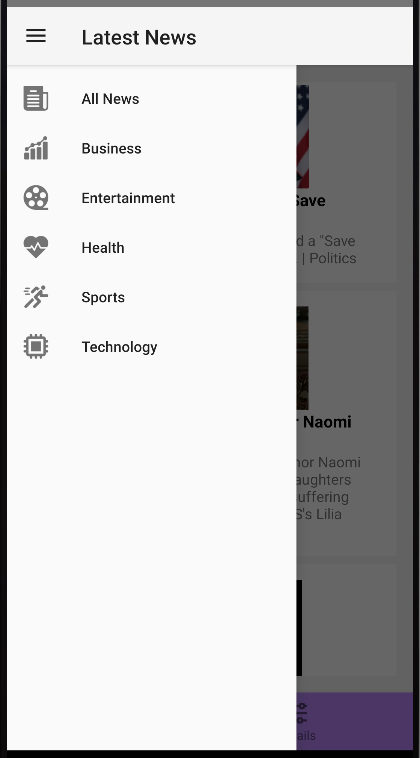 Latest News
All News
Business
Entertainment
Health
Sports
Technology
Save
d a "Save
| Politics
Naomi
nor Naomi
aughters
uffering
S's Lilia
ails